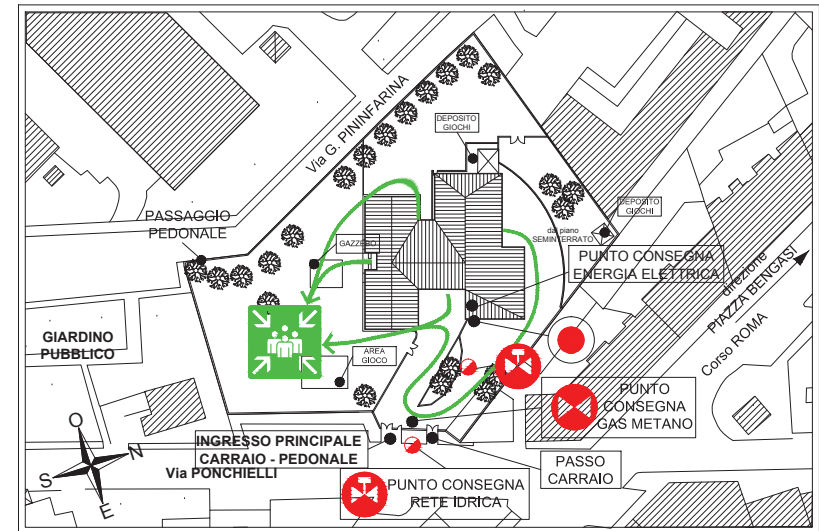 Via G. PININFARINA
DEPOSITO
GIOCHI
PASSAGGIO
PEDONALE
GAZZEBO
dal piano
SEMINTERRATO
DEPOSITO
GIOCHI
PUNTO CONSEGNA
ENERGIA ELETTRICA
direzione
PIAZZA BENGASI
Corso ROMA
GIARDINO
PUBBLICO
AREA
GIOCO
PUNTO
CONSEGNA
GAS METANO
INGRESSO PRINCIPALE
CARRAIO - PEDONALE
Via PONCHIELLI
PASSO
CARRAIO
PUNTO CONSEGNA
RETE IDRICA
O
N
S
E